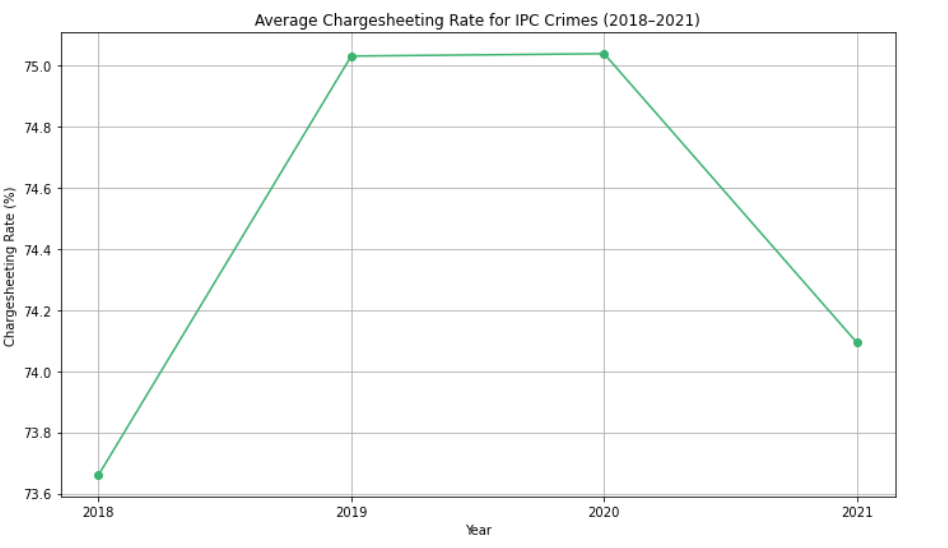 Average Chargesheeting Rate for IPC Crimes (2018–2021)
Chargesheeting Rate (%)
75.0
74.8
74.6
74.4
74.2
74.0
73.8
73.6
2018 2019 2020 2021
Year